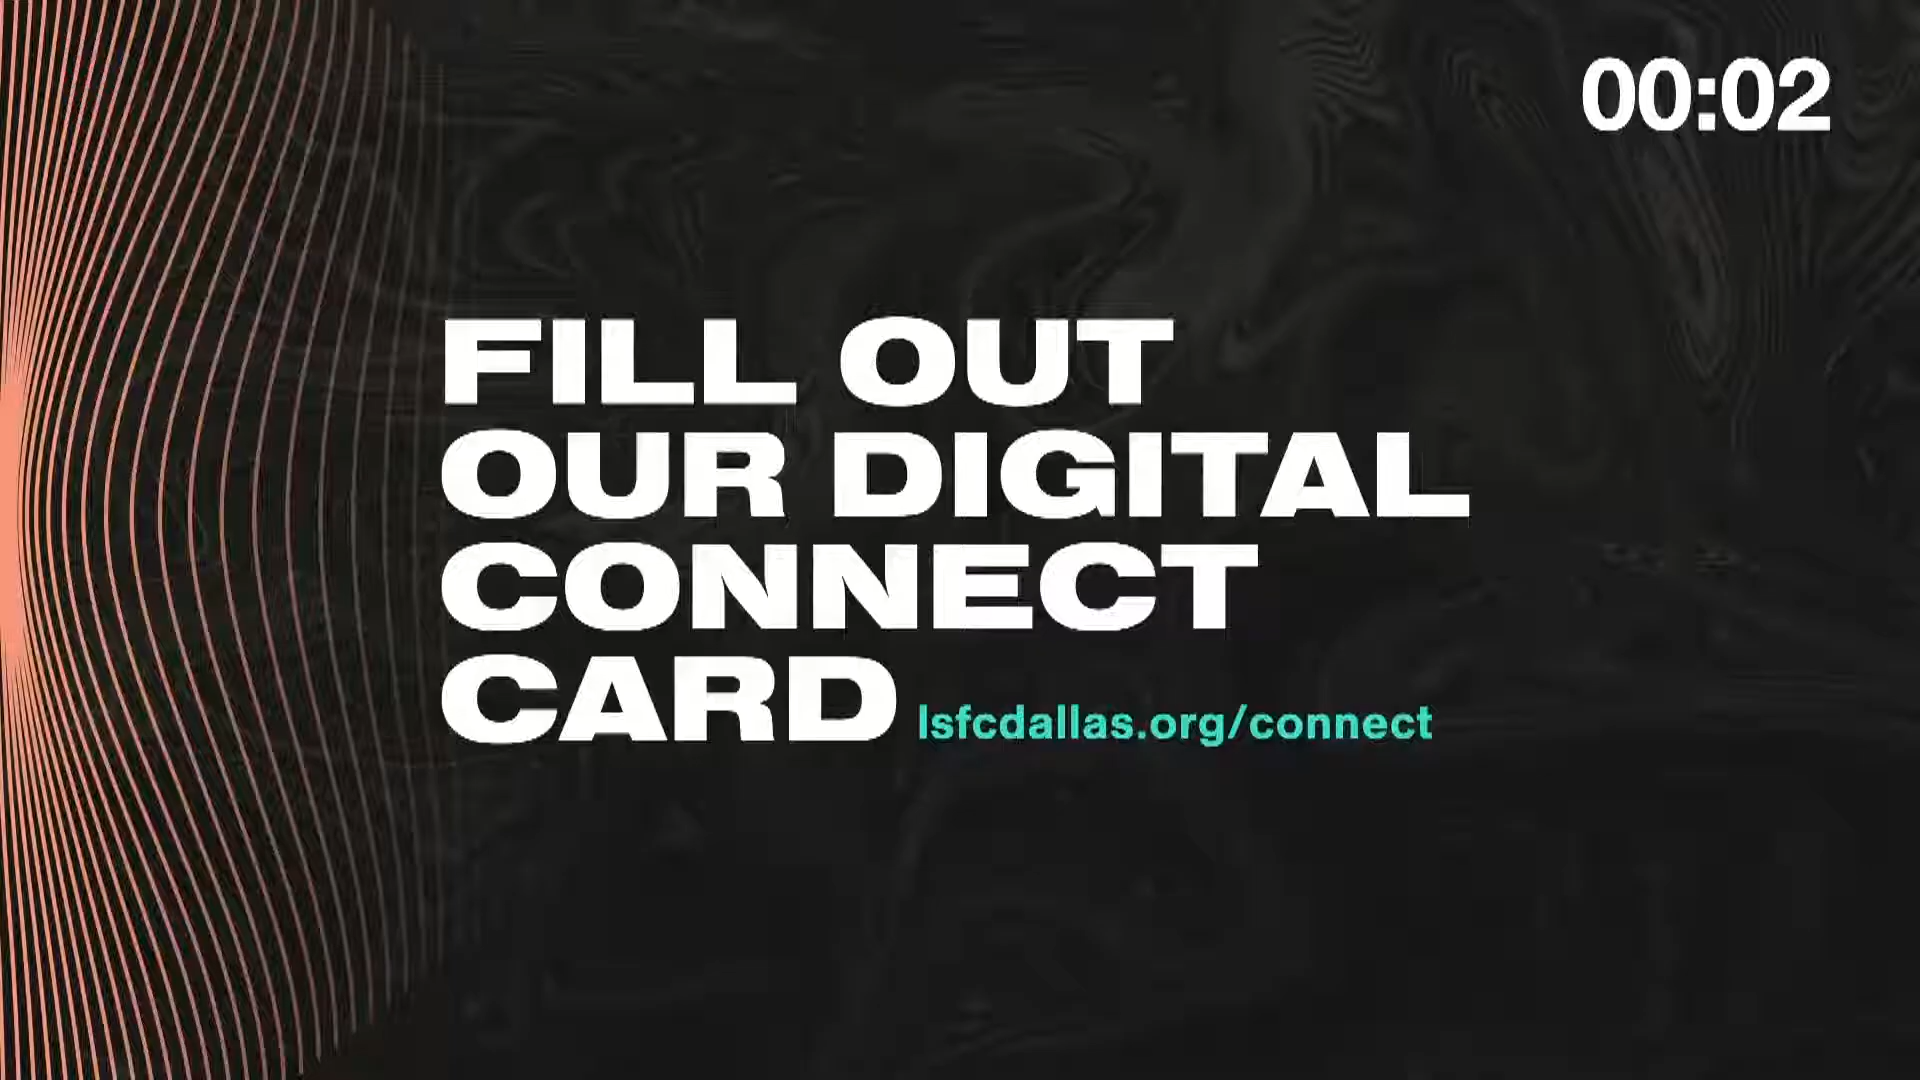 00:02
FILL OUT
OUR DIGITAL
CONNECT
CARD lsfcdallas.org/connect